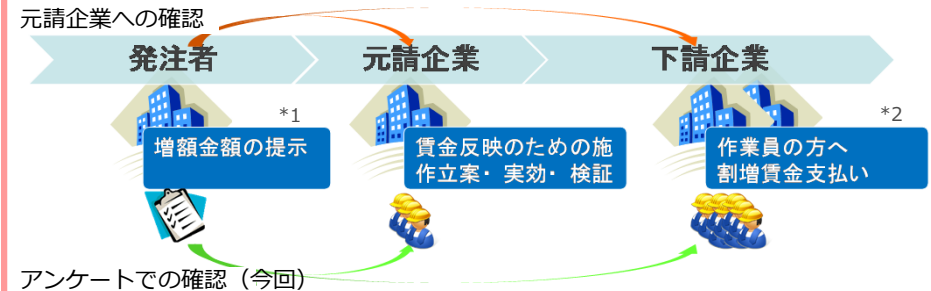 元請企業への確認
発注者
元請企業
下請企業
*1
*2
増額金額の提示
賃金反映のための施
作立案・実効・検証
作業員の方へ
割増賃金支払い
アンケートでの確認（今回）